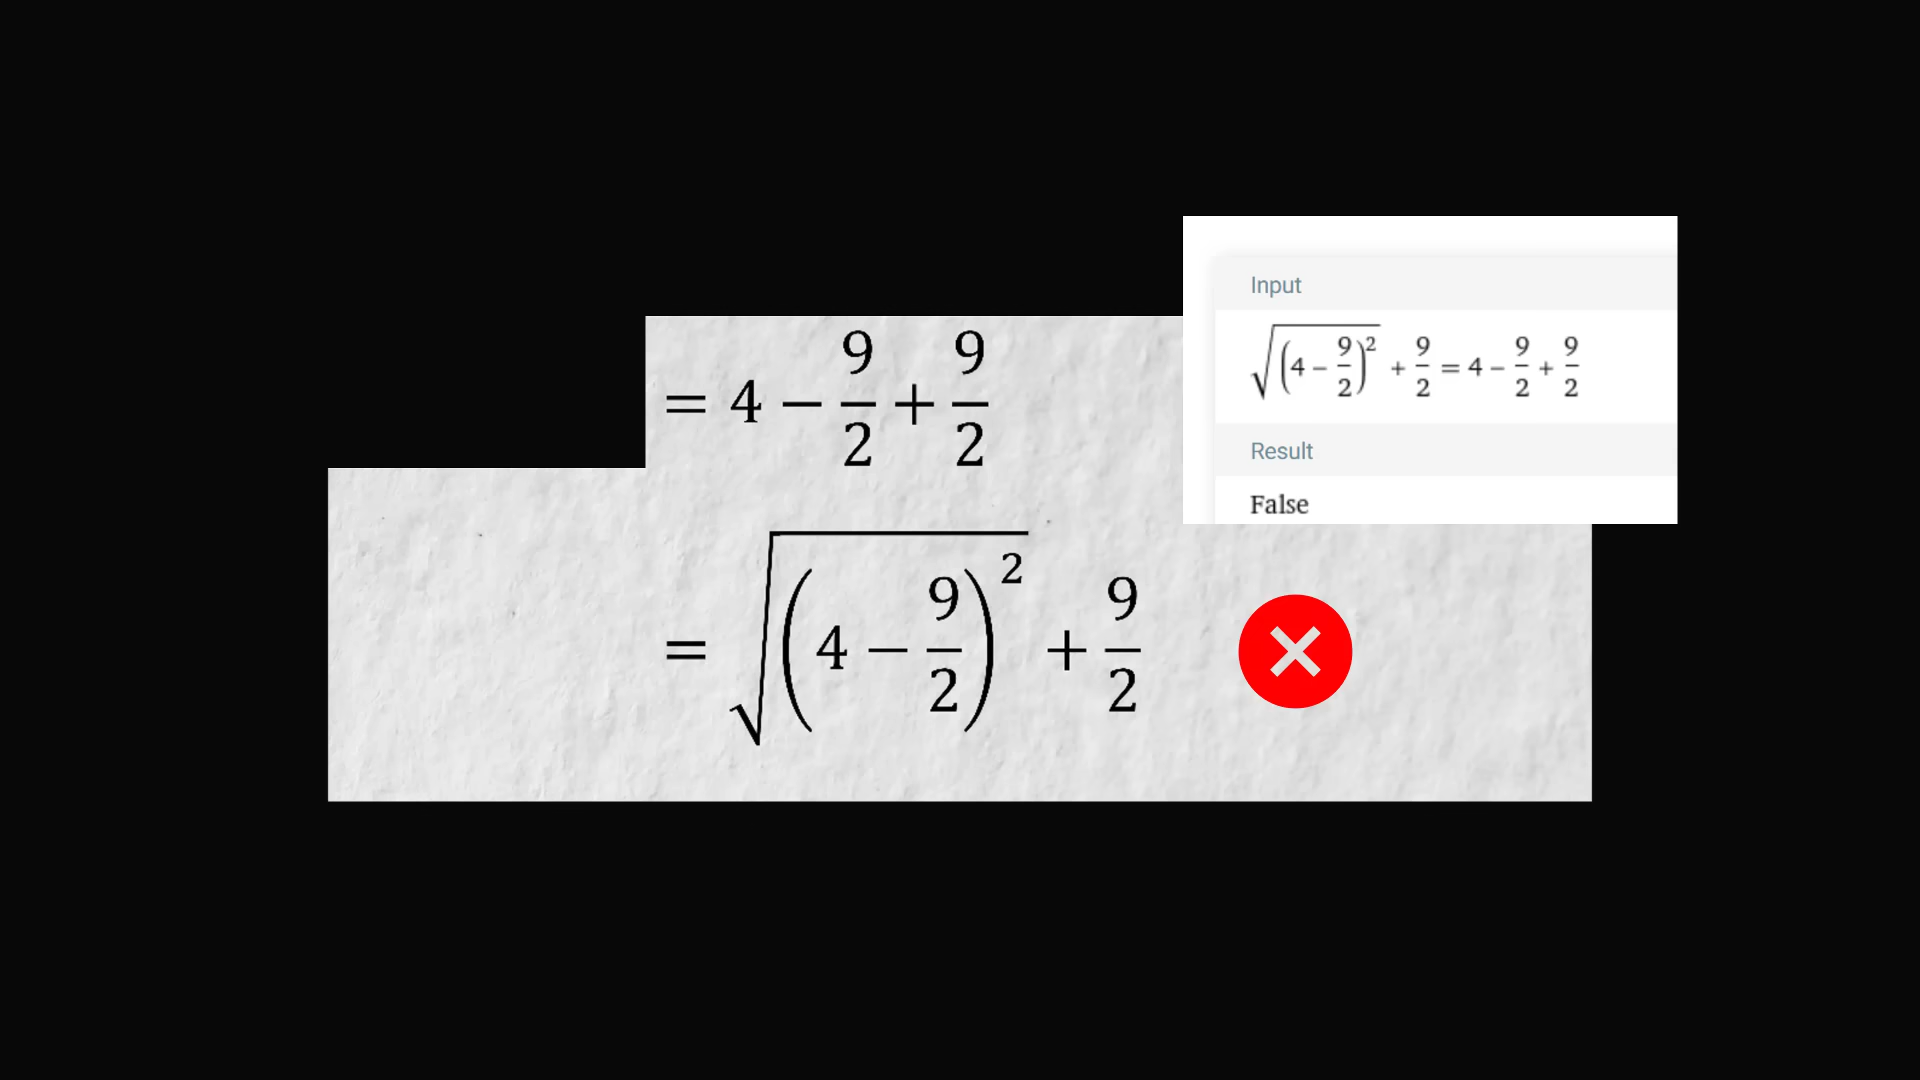 = 4 − 9/2 + 9/2
= √((4 − 9/2)²) + 9/2
Input
√((4 − 9/2)²) + 9/2 = 4 − 9/2 + 9/2
Result
False